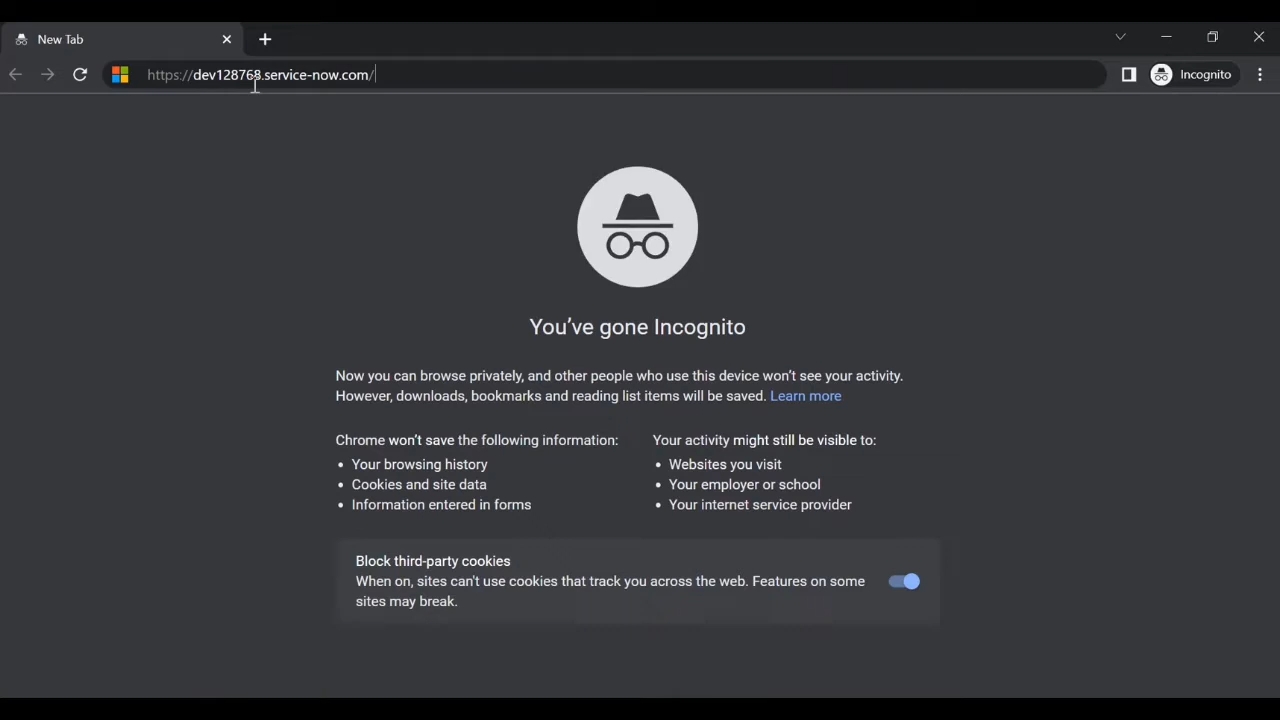 New Tab
https://dev128768.service-now.com/
Incognito
You've gone Incognito
Now you can browse privately, and other people who use this device won't see your activity.
However, downloads, bookmarks and reading list items will be saved. Learn more
Chrome won't save the following information:
• Your browsing history
• Cookies and site data
• Information entered in forms
Your activity might still be visible to:
• Websites you visit
• Your employer or school
• Your internet service provider
Block third-party cookies
When on, sites can't use cookies that track you across the web. Features on some
sites may break.